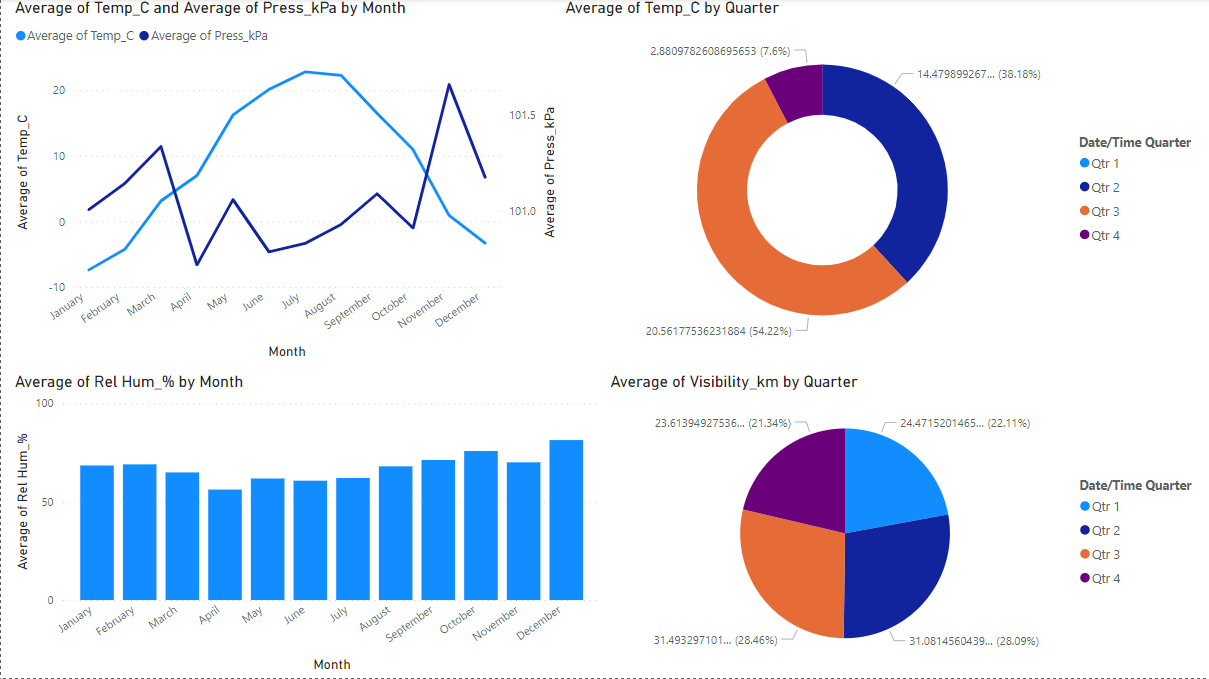 Average of Temp_C and Average of Press_kPa by Month
Average of Temp_C Average of Press_kPa
20
10
0
-10
101.5
101.0
Average of Temp_C
Average of Press_kPa
January
February
March
April
May
June
July
August
September
October
November
December
Month
Average of Temp_C by Quarter
2.8809782608695653 (7.6%)
14.479899267... (38.18%)
20.56177536231884 (54.22%)
Date/Time Quarter
Qtr 1
Qtr 2
Qtr 3
Qtr 4
Average of Rel Hum_% by Month
100
50
0
Average of Rel Hum_%
January
February
March
April
May
June
July
August
September
October
November
December
Month
Average of Visibility_km by Quarter
23.61394927536... (21.34%)
24.4715201465... (22.11%)
31.493297101... (28.46%)
31.0814560439... (28.09%)
Date/Time Quarter
Qtr 1
Qtr 2
Qtr 3
Qtr 4